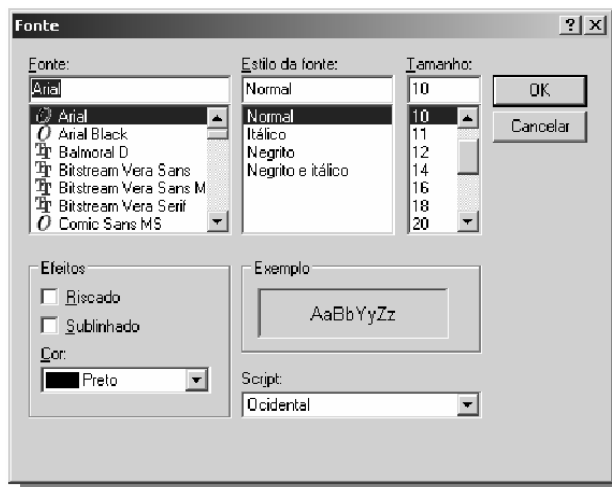 Fonte
Fonte:
Arial
Arial
Arial Black
Balmoral D
Bitstream Vera Sans
Bitstream Vera Sans M
Bitstream Vera Serif
Comic Sans MS
Estilo da fonte:
Normal
Normal
Itálico
Negrito
Negrito e itálico
Tamanho:
10
10
11
12
14
16
18
20
OK
Cancelar
Efeitos
Riscado
Sublinhado
Cor:
Preto
Exemplo
AaBbYyZz
Script:
Ocidental